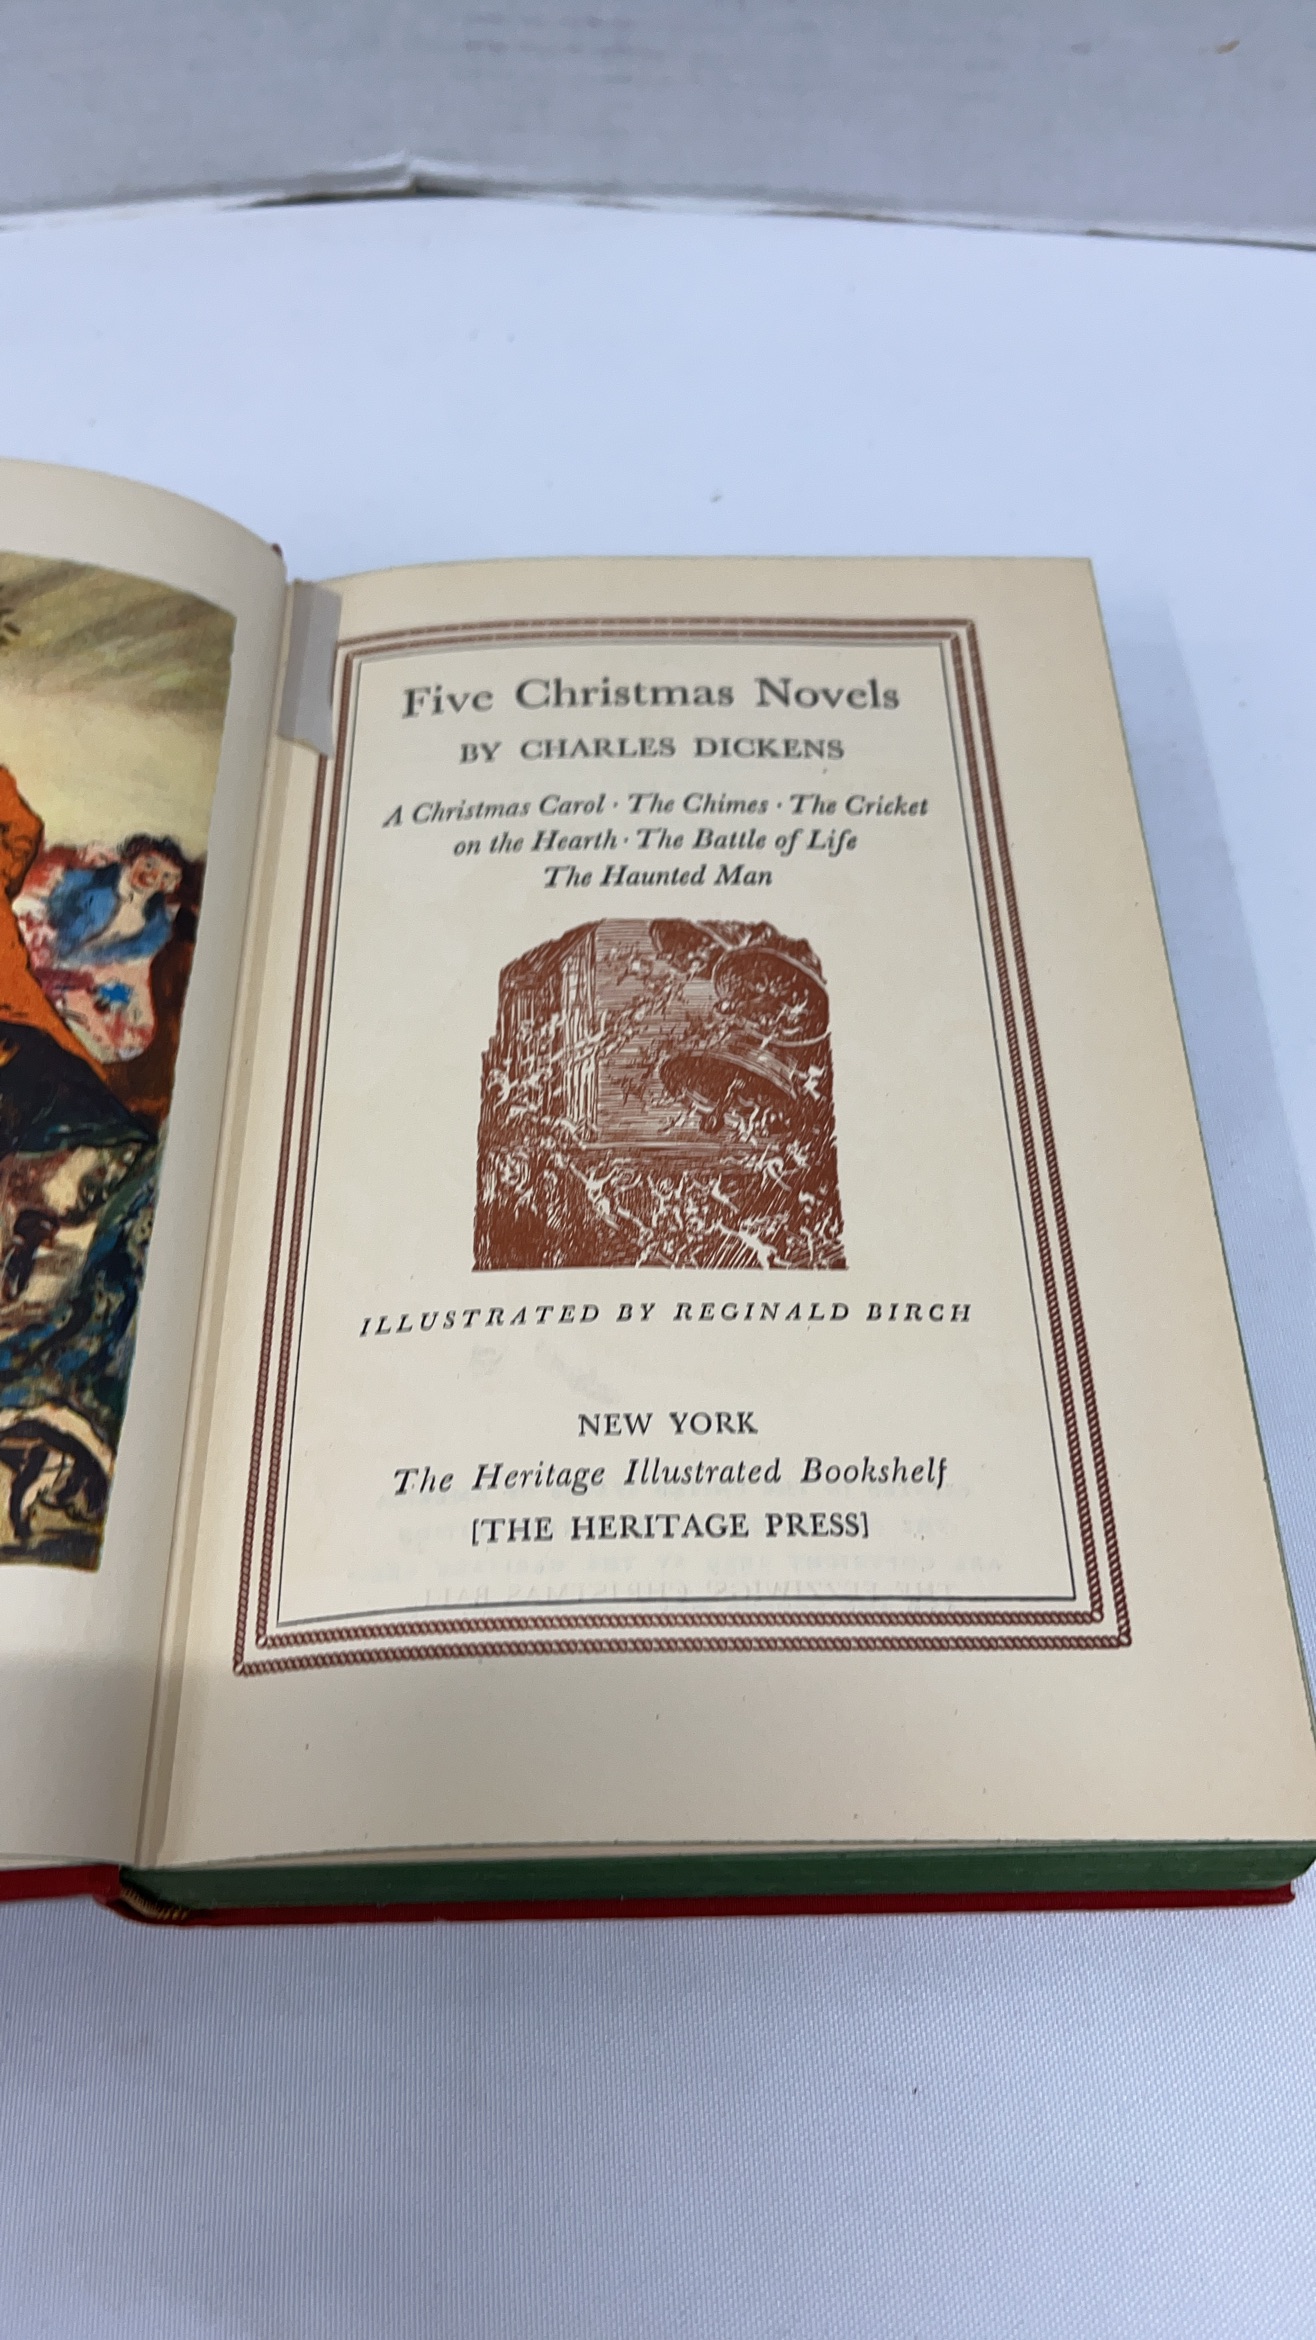 Five Christmas Novels
BY CHARLES DICKENS
A Christmas Carol · The Chimes · The Cricket
on the Hearth · The Battle of Life
The Haunted Man
ILLUSTRATED BY REGINALD BIRCH
NEW YORK
The Heritage Illustrated Bookshelf
[THE HERITAGE PRESS]